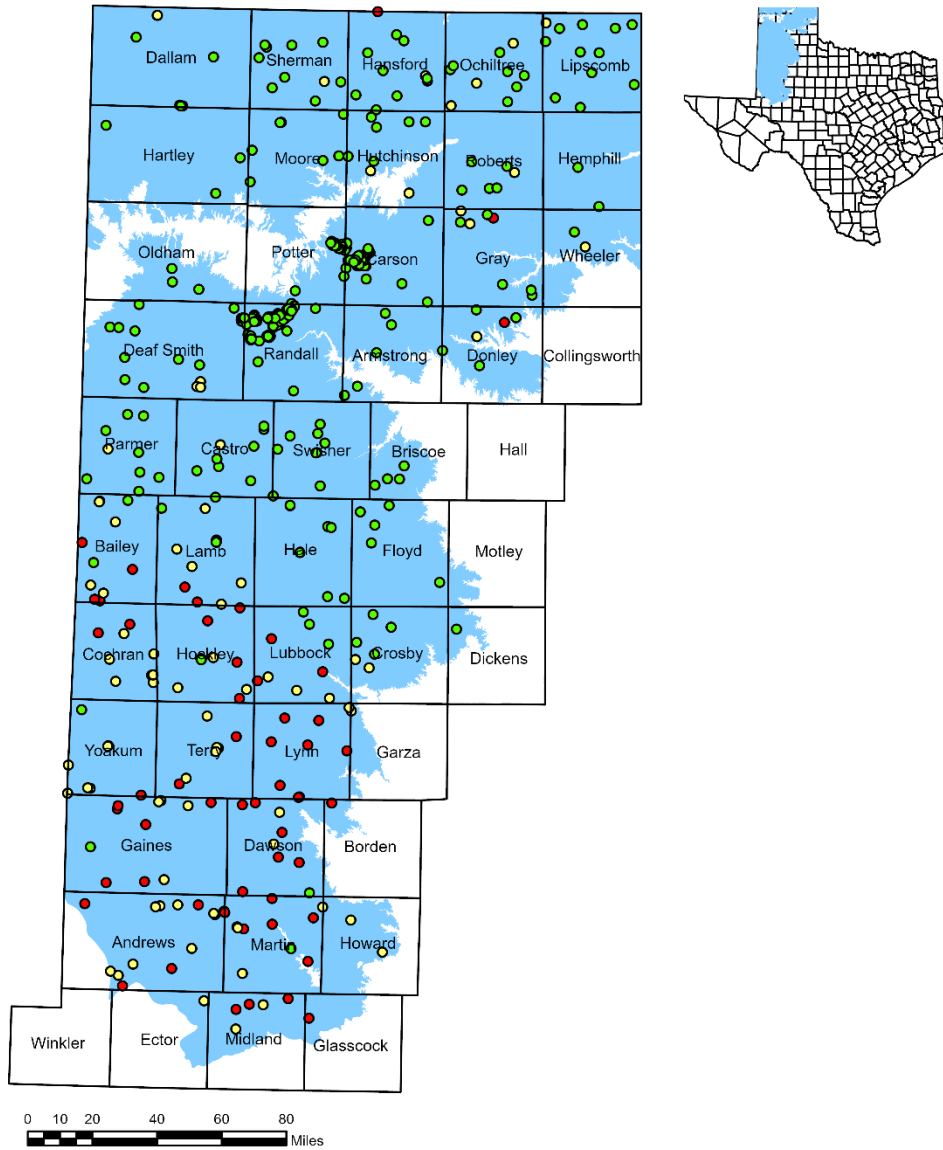 Dallam Sherman Hansford Ochiltree Lipscomb
Hartley Moore Hutchinson Roberts Hemphill
Oldham Potter Carson Gray Wheeler
Deaf Smith Randall Armstrong Donley Collingsworth
Parmer Castro Swisher Briscoe Hall
Bailey Lamb Hale Floyd Motley
Cochran Hockley Lubbock Crosby Dickens
Yoakum Terry Lynn Garza
Gaines Dawson Borden
Andrews Martin Howard
Winkler Ector Midland Glasscock
0 10 20 40 60 80
Miles